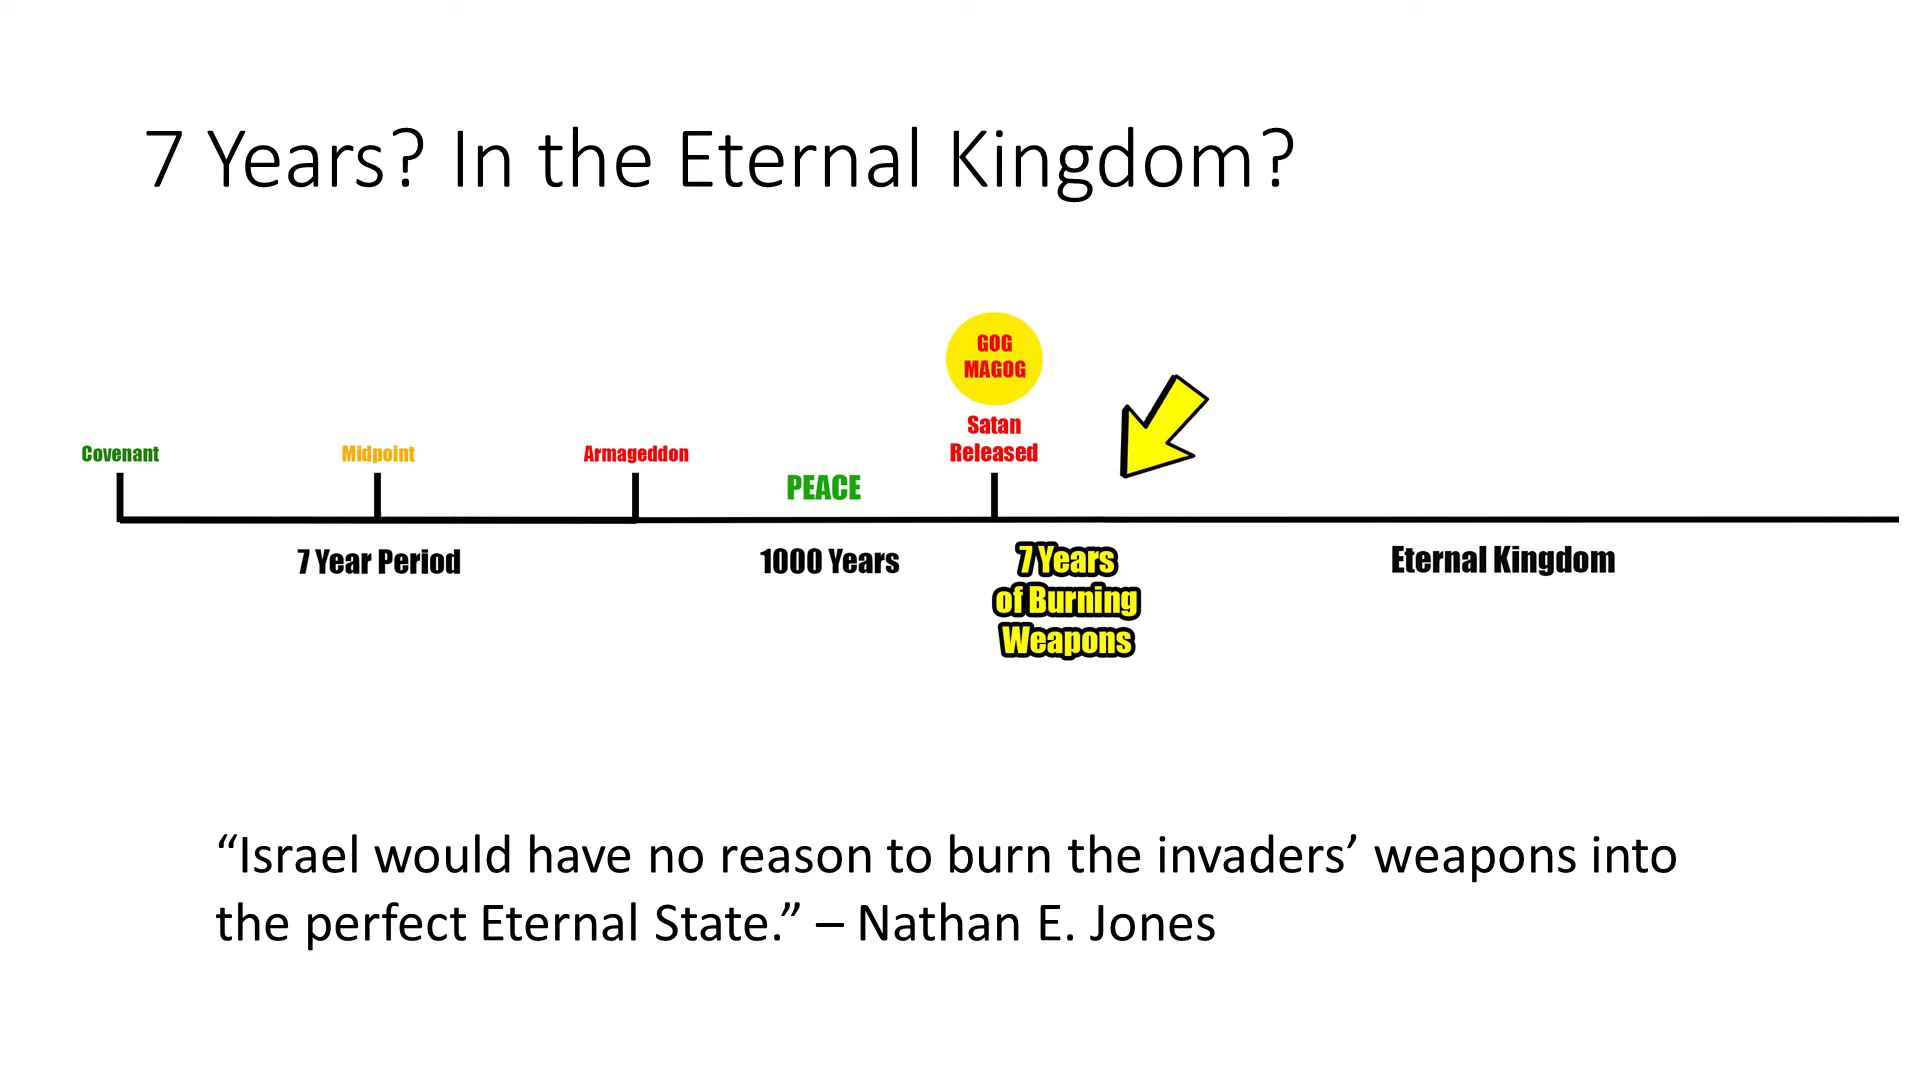 7 Years? In the Eternal Kingdom?
GOG
MAGOG
Satan
Released
Covenant
Midpoint
Armageddon
PEACE
7 Year Period
1000 Years
7 Years
of Burning
Weapons
Eternal Kingdom
“Israel would have no reason to burn the invaders’ weapons into
the perfect Eternal State.” – Nathan E. Jones